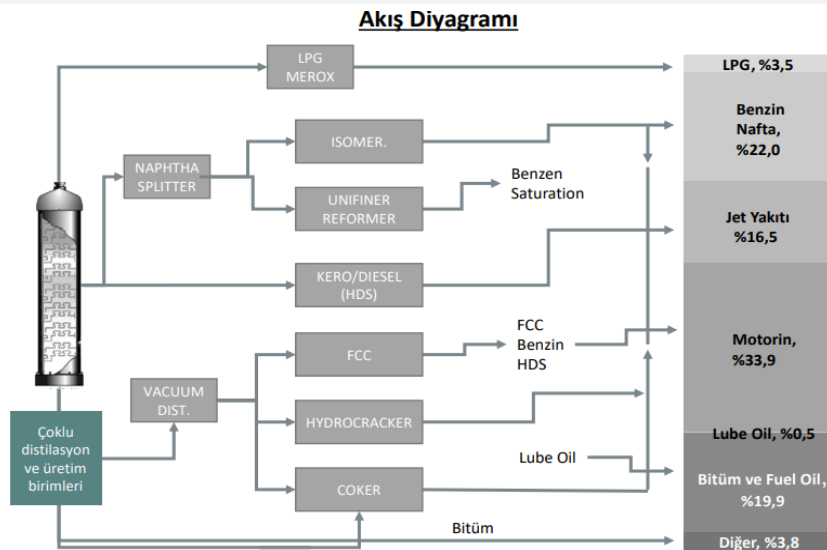 Akış Diyagramı
LPG
MEROX
LPG, %3,5
Benzin
Nafta,
%22,0
ISOMER.
NAPHTHA
SPLITTER
UNIFINER
REFORMER
Benzen
Saturation
Jet Yakıtı
%16,5
KERO/DIESEL
(HDS)
FCC
FCC
Benzin
HDS
Motorin,
%33,9
VACUUM
DIST.
HYDROCRACKER
Çoklu
distilasyon
ve üretim
birimleri
Lube Oil, %0,5
Lube Oil
COKER
Bitüm ve Fuel Oil,
%19,9
Bitüm
Diğer, %3,8